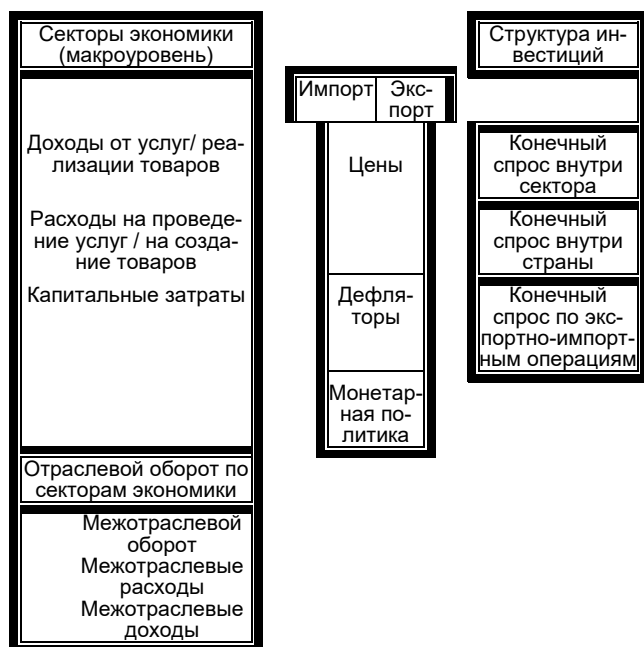 Секторы экономики
(макроуровень)
Доходы от услуг/ реа-
лизации товаров
Расходы на проведе-
ние услуг / на созда-
ние товаров
Капитальные затраты
Отраслевой оборот по
секторам экономики
Межотраслевой
оборот
Межотраслевые
расходы
Межотраслевые
доходы
Импорт
Экс-
порт
Цены
Дефля-
торы
Монетар-
ная по-
литика
Структура ин-
вестиций
Конечный
спрос внутри
сектора
Конечный
спрос внутри
страны
Конечный
спрос по экс-
портно-импорт-
ным операциям